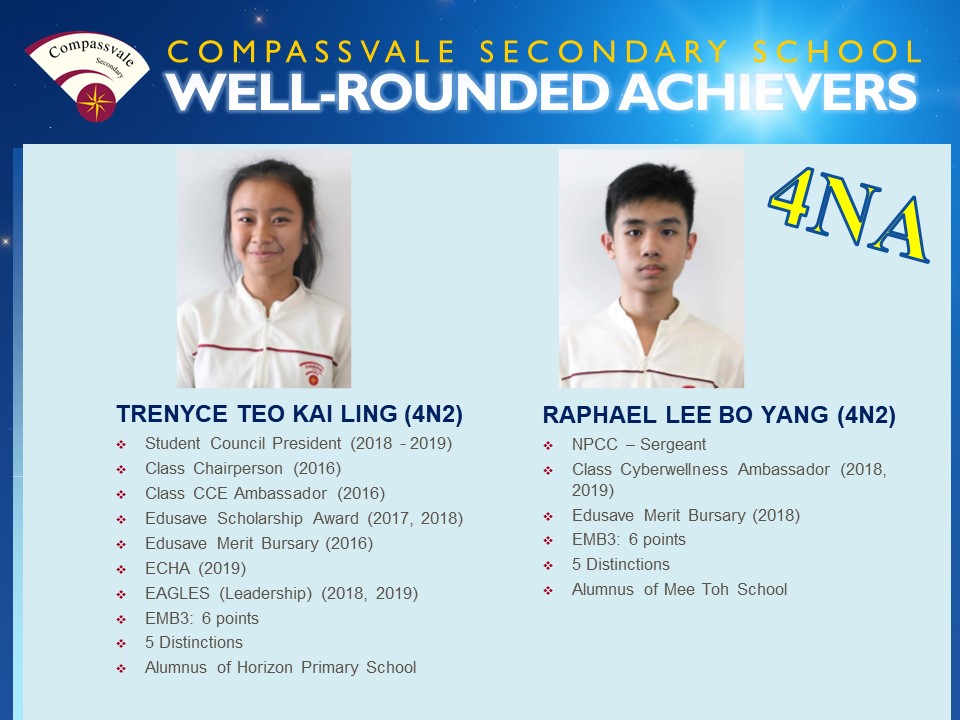 Compassvale
Secondary
COMPASSVALE SECONDARY SCHOOL
WELL-ROUNDED ACHIEVERS
4NA
TRENYCE TEO KAI LING (4N2)
❖ Student Council President (2018 - 2019)
❖ Class Chairperson (2016)
❖ Class CCE Ambassador (2016)
❖ Edusave Scholarship Award (2017, 2018)
❖ Edusave Merit Bursary (2016)
❖ ECHA (2019)
❖ EAGLES (Leadership) (2018, 2019)
❖ EMB3: 6 points
❖ 5 Distinctions
❖ Alumnus of Horizon Primary School
RAPHAEL LEE BO YANG (4N2)
❖ NPCC – Sergeant
❖ Class Cyberwellness Ambassador (2018,
2019)
❖ Edusave Merit Bursary (2018)
❖ EMB3: 6 points
❖ 5 Distinctions
❖ Alumnus of Mee Toh School